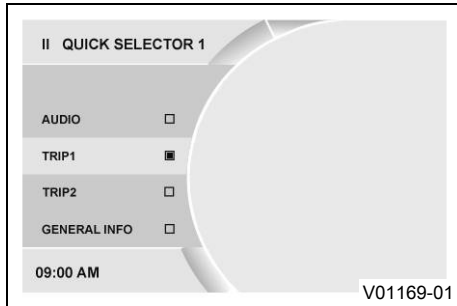 II QUICK SELECTOR 1
AUDIO
TRIP1
TRIP2
GENERAL INFO
09:00 AM
V01169-01